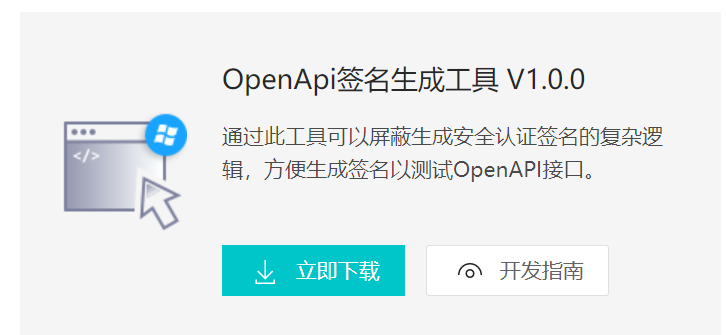 OpenApi签名生成工具 V1.0.0
</>
通过此工具可以屏蔽生成安全认证签名的复杂逻
辑，方便生成签名以测试OpenAPI接口。
立即下载
开发指南